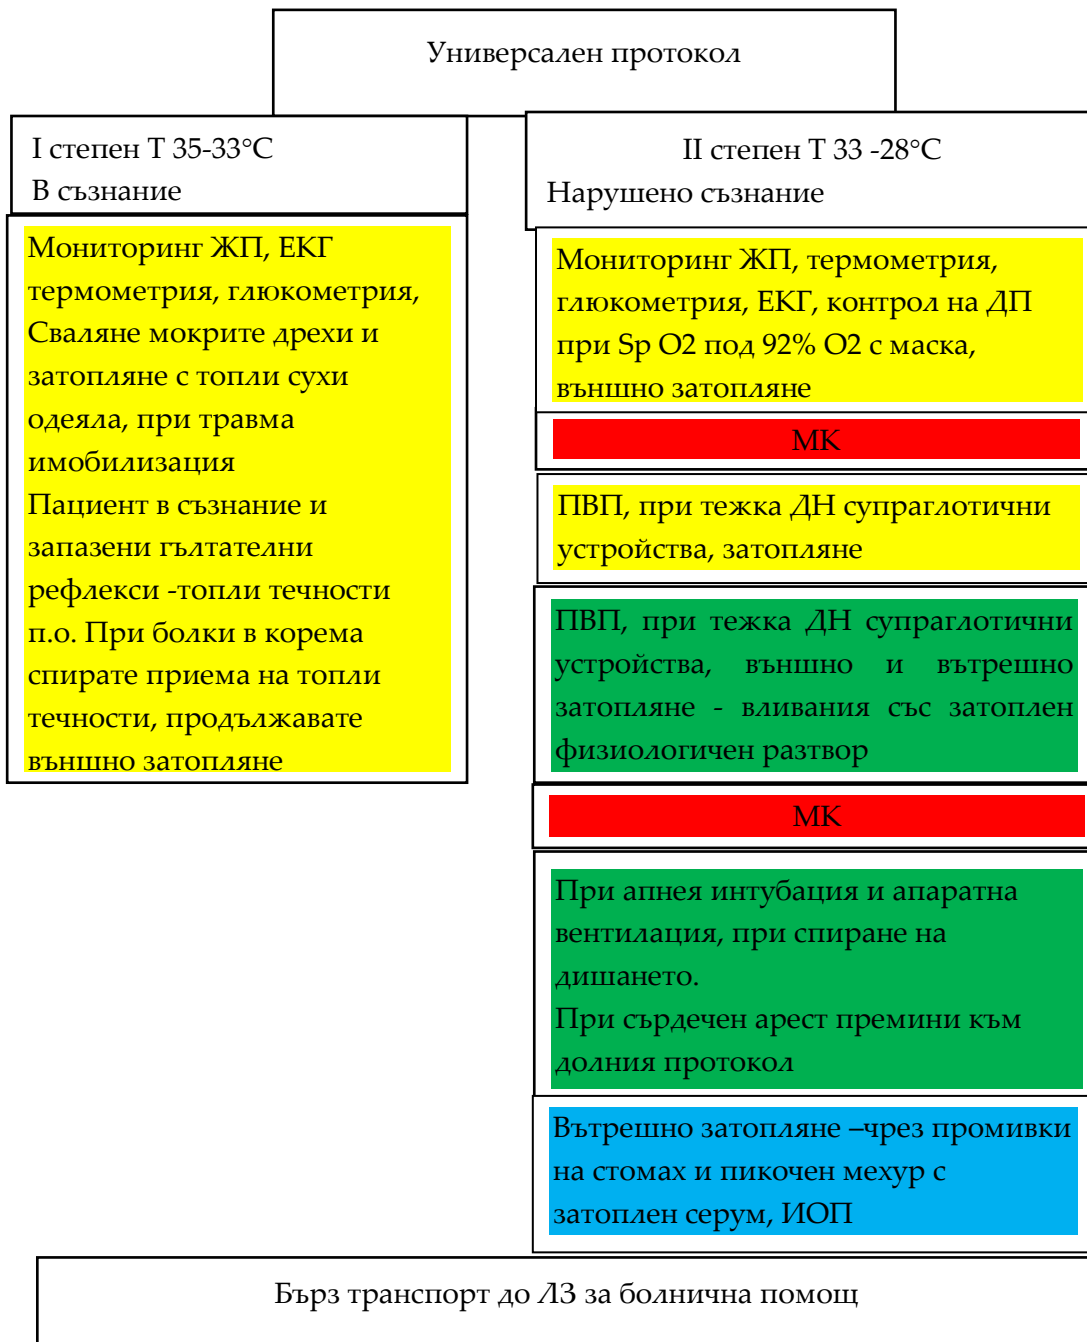 Универсален протокол
I степен Т 35-33°C
В съзнание
Мониторинг ЖП, ЕКГ
термометрия, глюкометрия,
Сваляне мокрите дрехи и
затопляне с топли сухи
одеяла, при травма
имобилизация
Пациент в съзнание и
запазени гълтателни
рефлекси -топли течности
п.о. При болки в корема
спирате приема на топли
течности, продължавате
външно затопляне
II степен Т 33 -28°C
Нарушено съзнание
Мониторинг ЖП, термометрия,
глюкометрия, ЕКГ, контрол на ДП
при Sp O2 под 92% O2 с маска,
външно затопляне
МК
ПВП, при тежка ДН супраглотични
устройства, затопляне
ПВП, при тежка ДН супраглотични
устройства, външно и вътрешно
затопляне - вливания със затоплен
физиологичен разтвор
МК
При апнея интубация и апаратна
вентилация, при спиране на
дишането.
При сърдечен арест премини към
долния протокол
Вътрешно затопляне –чрез промивки
на стомах и пикочен мехур с
затоплен серум, ИОП
Бърз транспорт до ЛЗ за болнична помощ